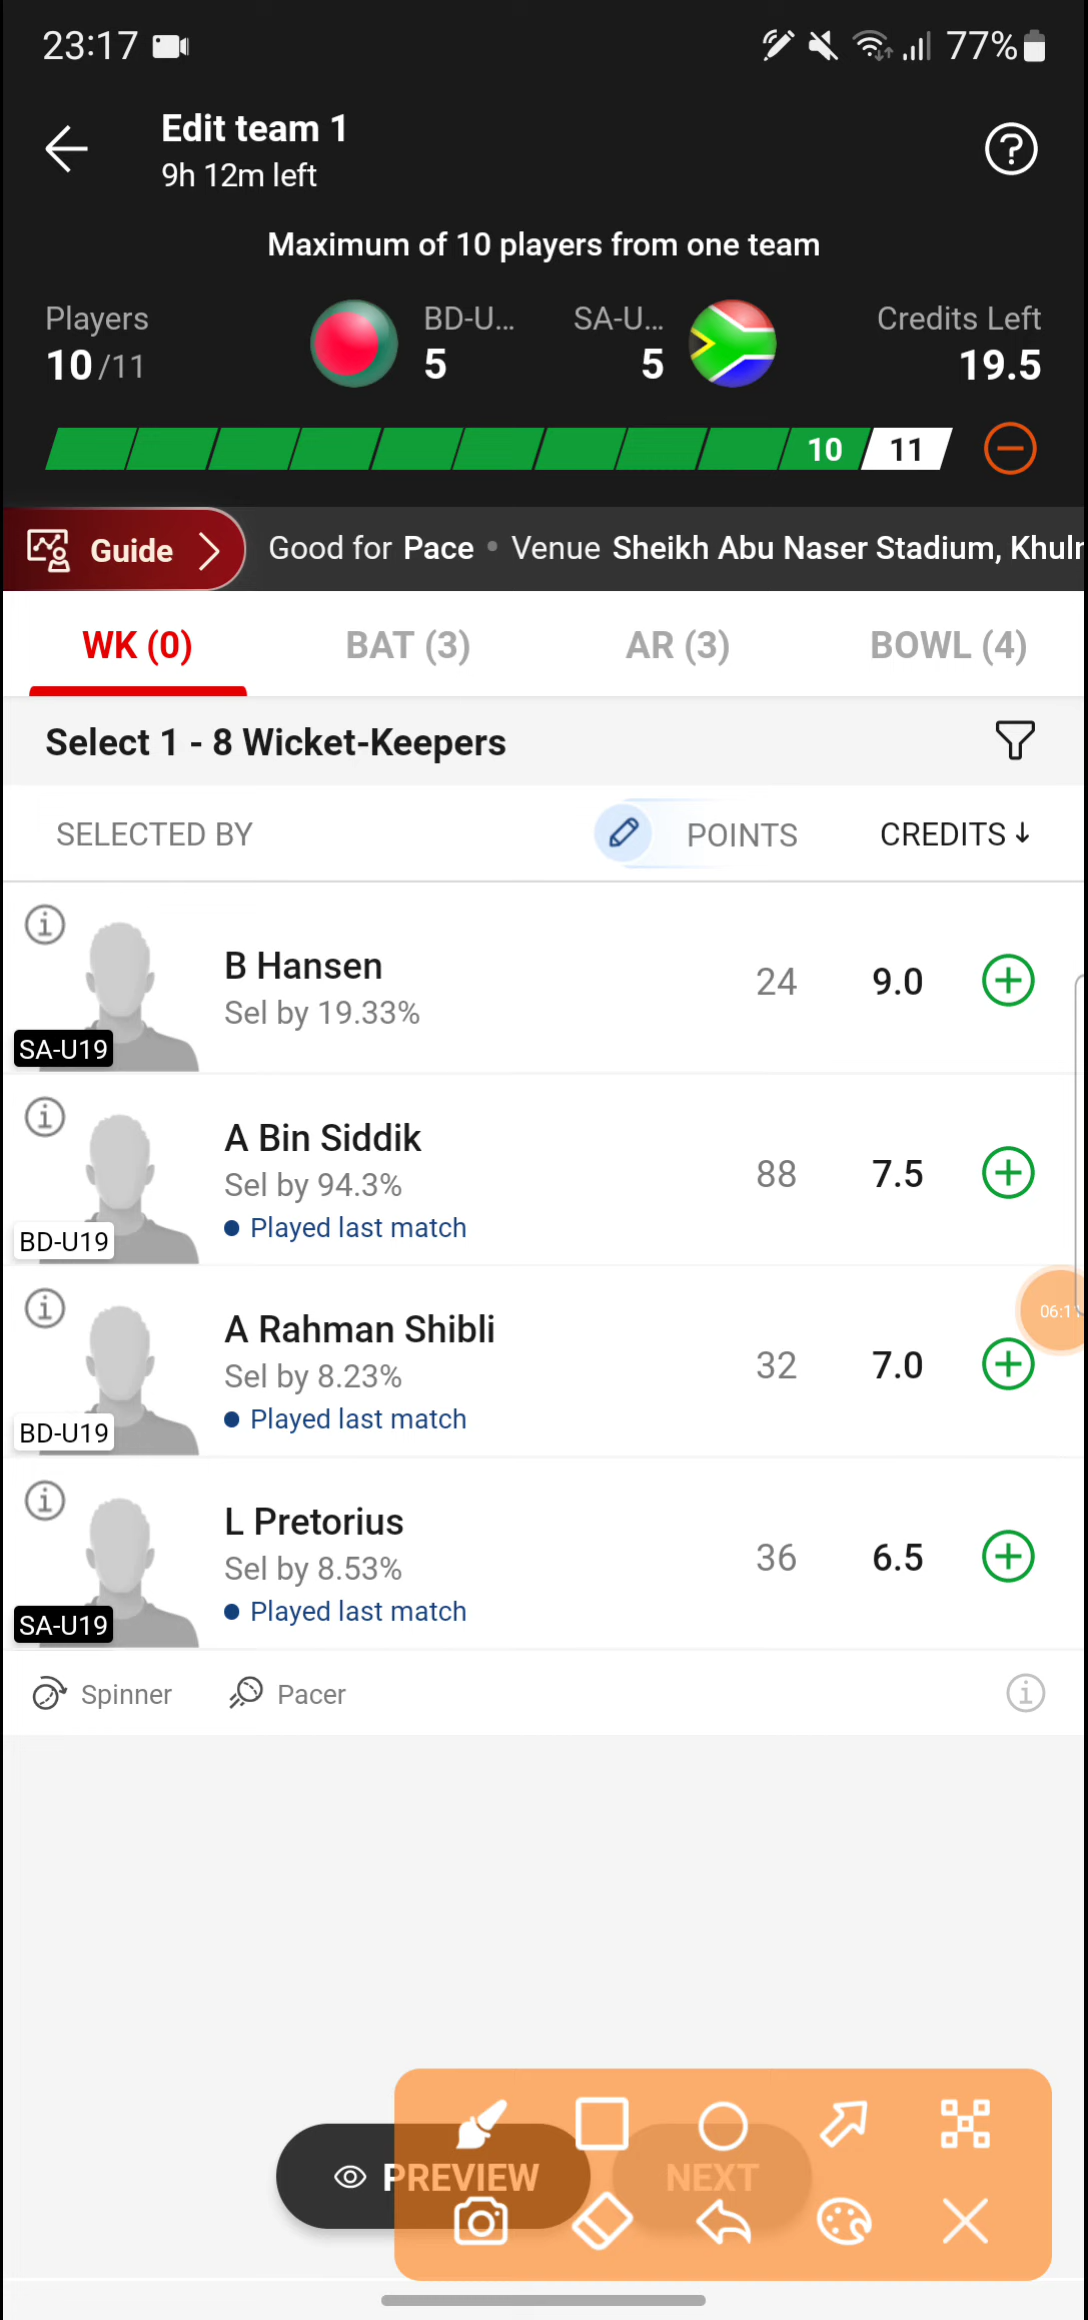 23:17
77%
Edit team 1
9h 12m left
Maximum of 10 players from one team
Players
10/11
BD-U...
5
SA-U...
5
Credits Left
19.5
10
11
Guide
Good for Pace • Venue Sheikh Abu Naser Stadium,
WK (0)
BAT (3)
AR (3)
BOWL (4)
Select 1 - 8 Wicket-Keepers
SELECTED BY
POINTS
CREDITS ↓
B Hansen
Sel by 19.33%
24
9.0
SA-U19
A Bin Siddik
Sel by 94.3%
Played last match
88
7.5
BD-U19
A Rahman Shibli
Sel by 8.23%
Played last match
32
7.0
BD-U19
L Pretorius
Sel by 8.53%
Played last match
36
6.5
SA-U19
Spinner
Pacer
PREVIEW
NEXT